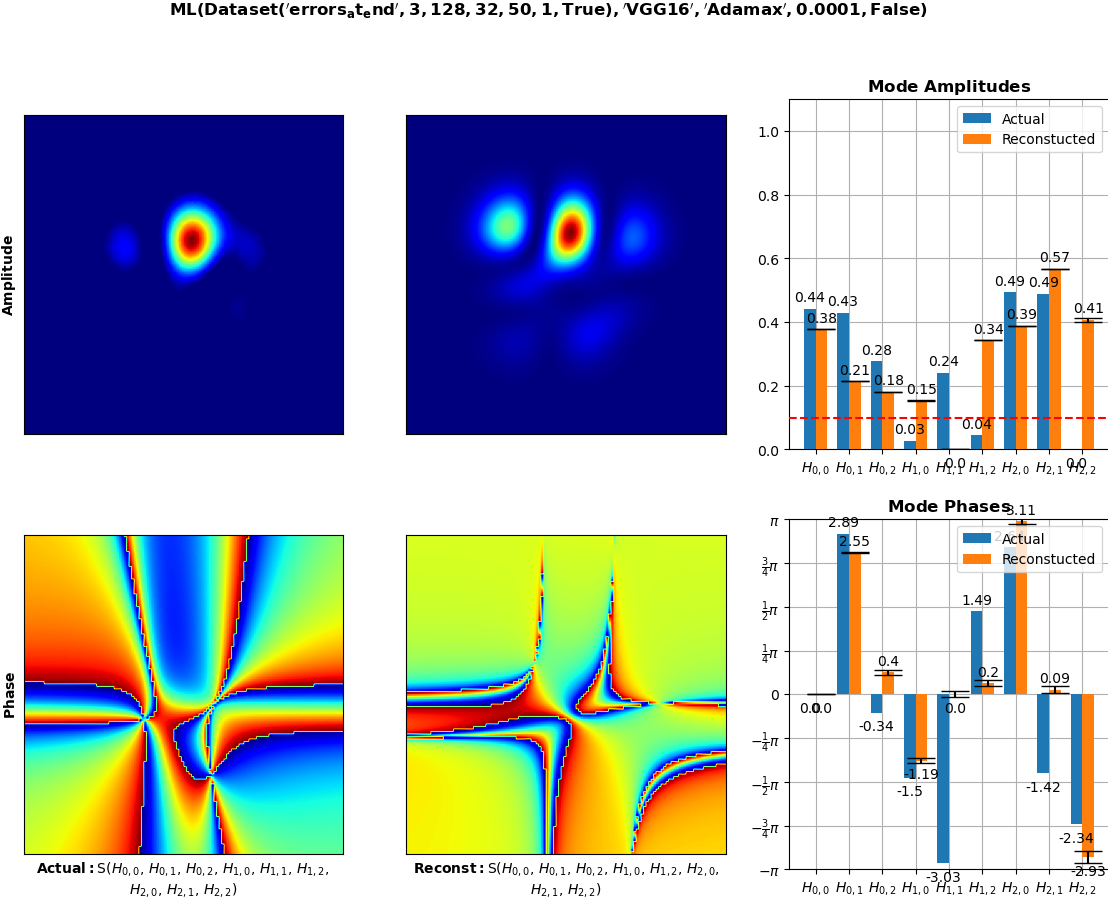 ML(Dataset('errors_at_end', 3, 128, 32, 50, 1, True), 'VGG16', 'Adamax', 0.0001, False)
Amplitude
Mode Amplitudes
Actual
Reconstucted
1.0
0.8
0.6
0.4
0.2
0.0
0.44
0.38
0.43
0.21
0.28
0.18
0.03
0.15
0.24
0.0
0.04
0.34
0.49
0.39
0.49
0.57
0.0
0.41
H0,0 H0,1 H0,2 H1,0 H1,1 H1,2 H2,0 H2,1 H2,2
Phase
Mode Phases
Actual
Reconstucted
π
3/4π
1/2π
1/4π
0
−1/4π
−1/2π
−3/4π
−π
0.0
0.0
2.89
2.55
-0.34
0.4
-1.5
-1.19
-3.03
0.0
1.49
0.2
3.11
-1.42
0.09
-2.34
-2.93
H0,0 H0,1 H0,2 H1,0 H1,1 H1,2 H2,0 H2,1 H2,2
Actual: S(H0,0, H0,1, H0,2, H1,0, H1,1, H1,2,
H2,0, H2,1, H2,2)
Reconst: S(H0,0, H0,1, H0,2, H1,0, H1,2, H2,0,
H2,1, H2,2)